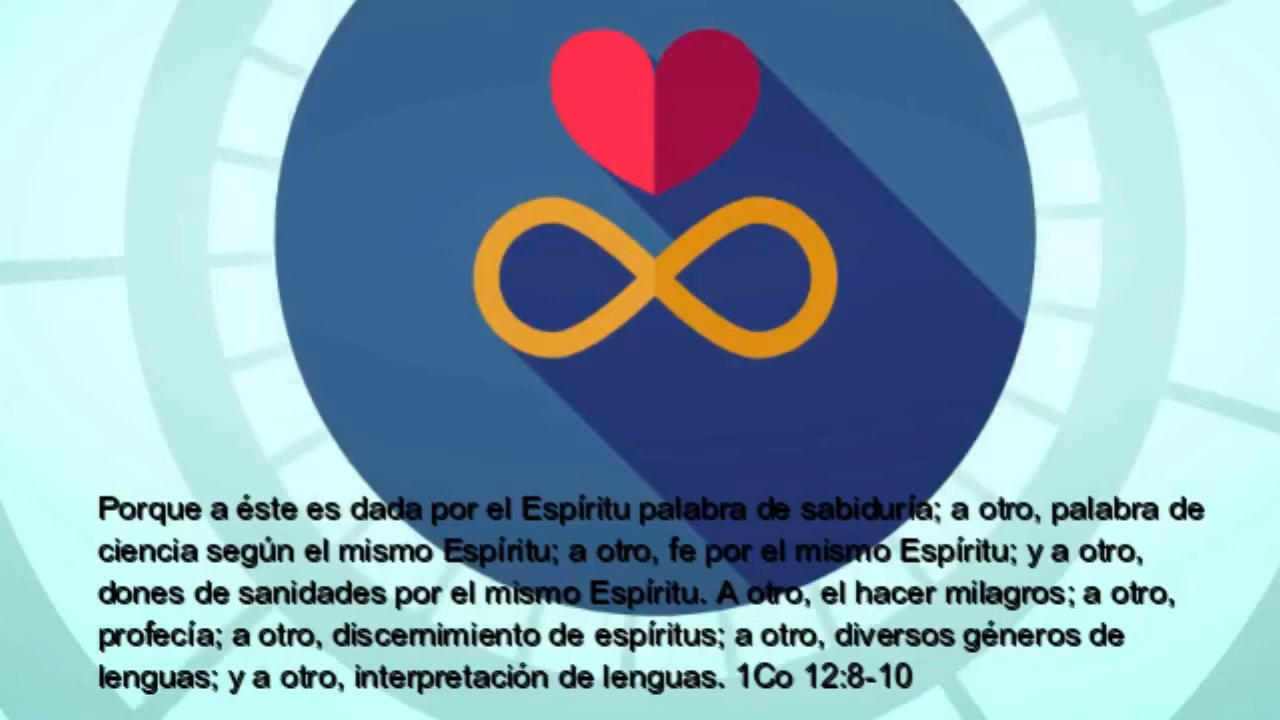 Porque a éste es dada por el Espíritu palabra de sabiduría; a otro, palabra de
ciencia según el mismo Espíritu; a otro, fe por el mismo Espíritu; y a otro,
dones de sanidades por el mismo Espíritu. A otro, el hacer milagros; a otro,
profecía; a otro, discernimiento de espíritus; a otro, diversos géneros de
lenguas; y a otro, interpretación de lenguas. 1Co 12:8-10